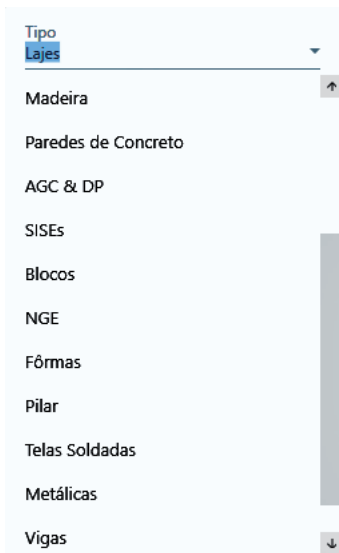 Tipo
Lajes
Madeira
Paredes de Concreto
AGC & DP
SISEs
Blocos
NGE
Fôrmas
Pilar
Telas Soldadas
Metálicas
Vigas